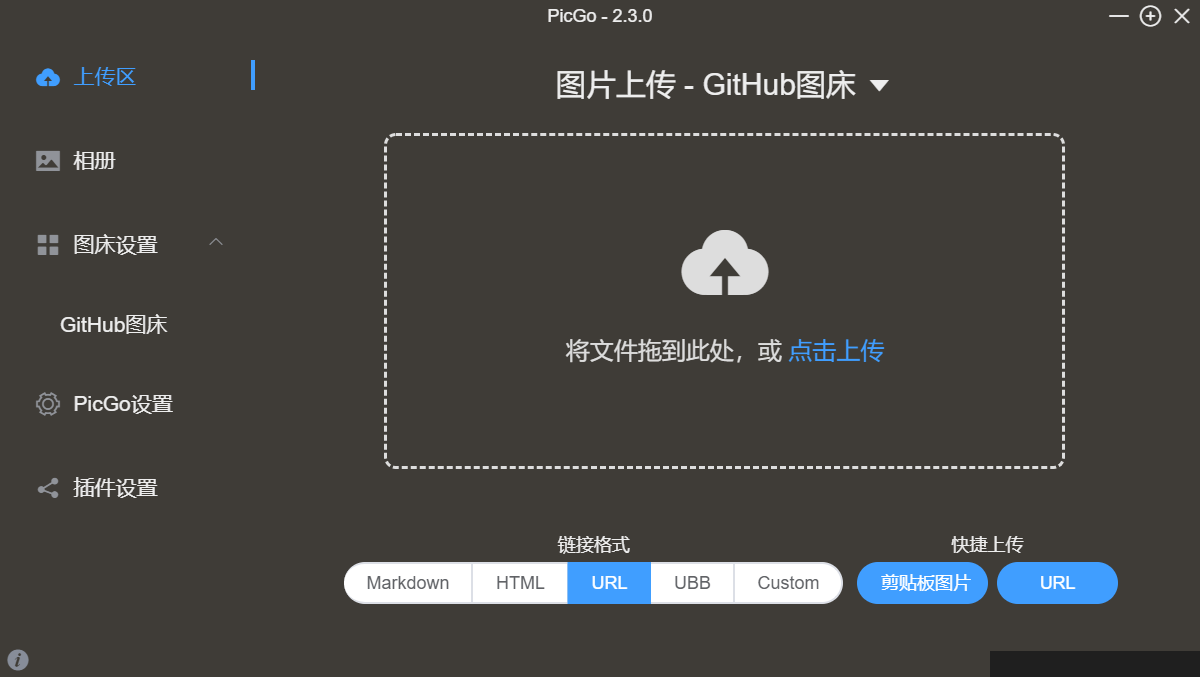 PicGo - 2.3.0
上传区
相册
图床设置
GitHub图床
PicGo设置
插件设置
图片上传 - GitHub图床
将文件拖到此处，或 点击上传
链接格式
Markdown HTML URL UBB Custom
快捷上传
剪贴板图片 URL
i